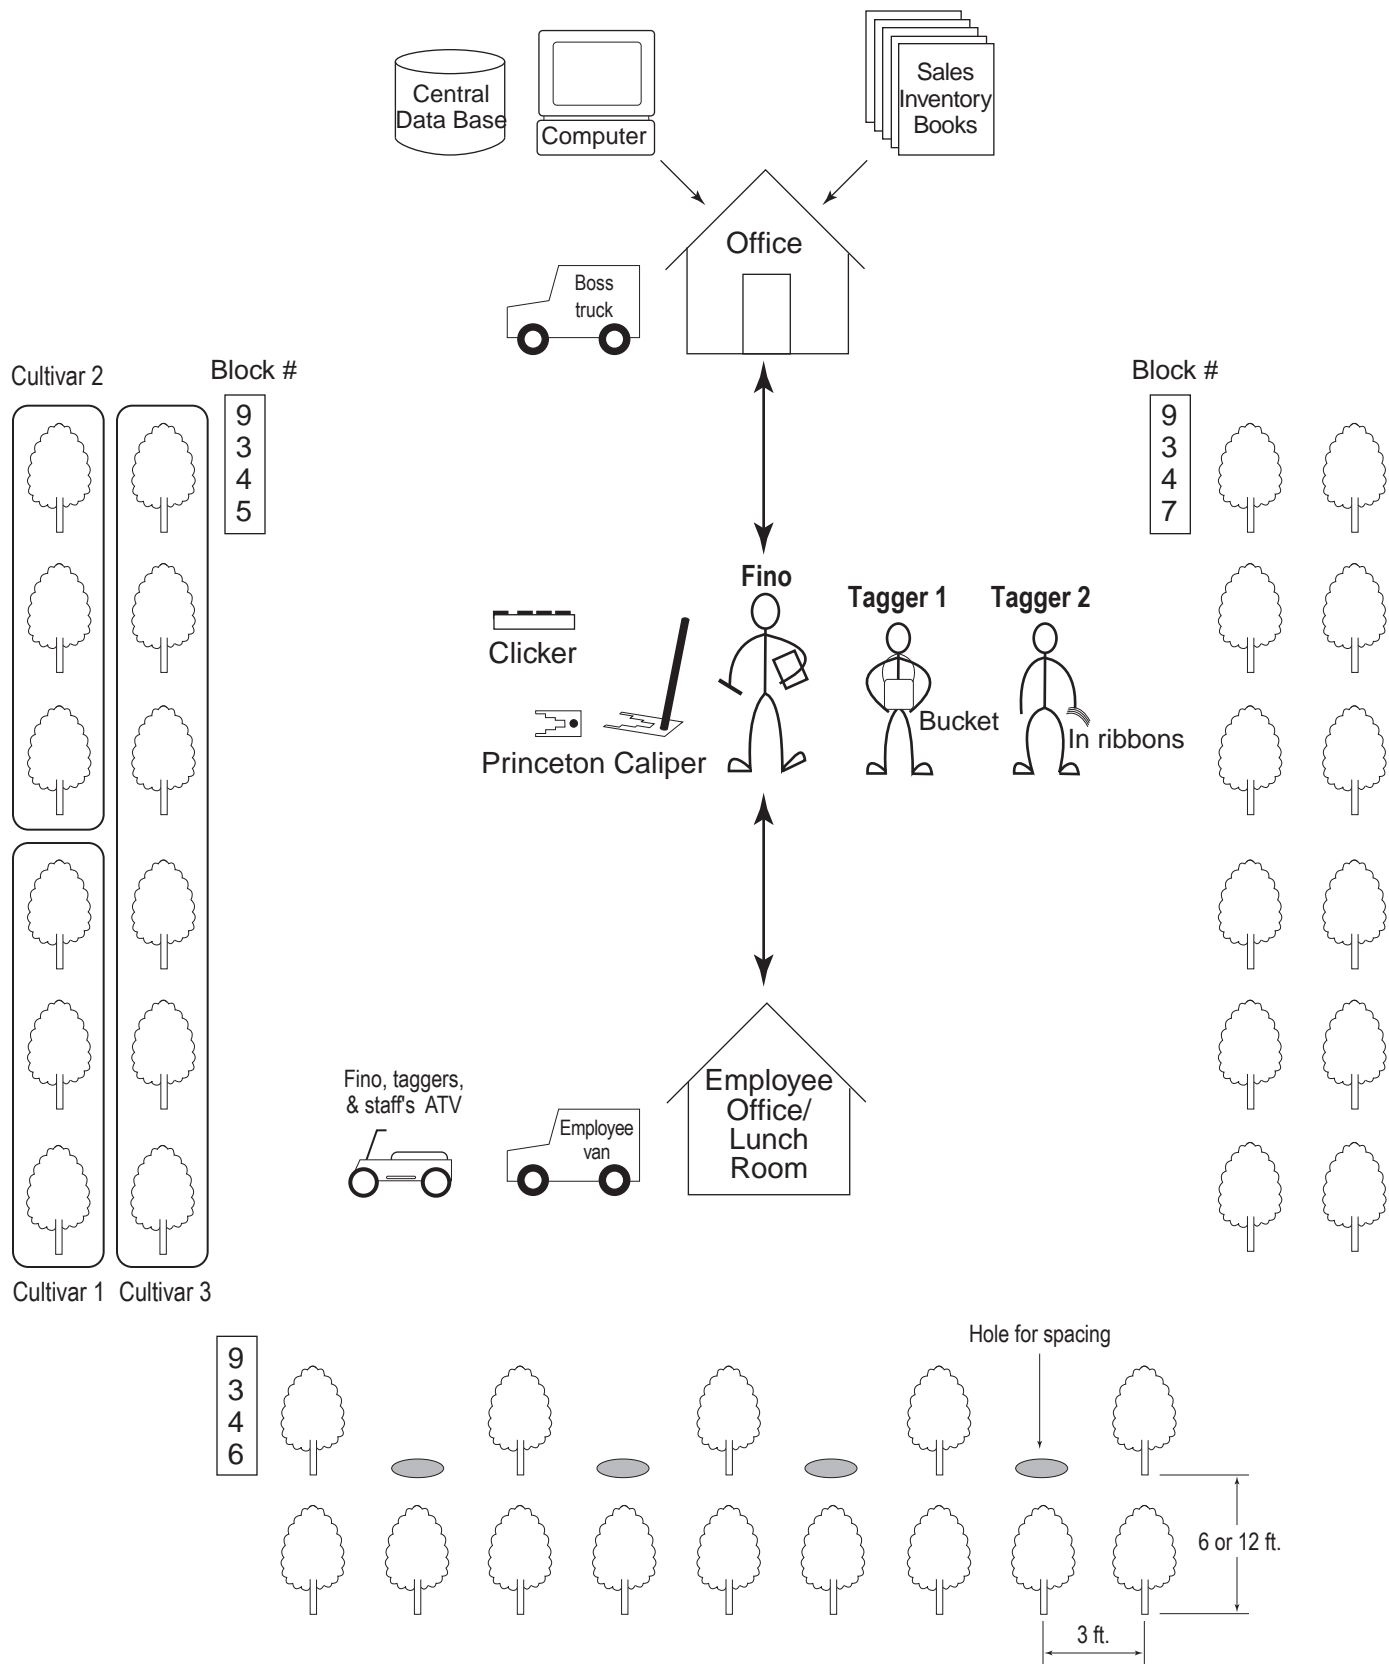 Central
Data Base
Computer
Sales
Inventory
Books
Office
Boss
truck
Cultivar 2
Block #
9
3
4
5
Block #
9
3
4
7
Fino
Tagger 1
Tagger 2
Clicker
Bucket
In ribbons
Princeton Caliper
Fino, taggers,
& staff's ATV
Employee
van
Employee
Office/
Lunch
Room
Cultivar 1
Cultivar 3
9
3
4
6
Hole for spacing
6 or 12 ft.
3 ft.